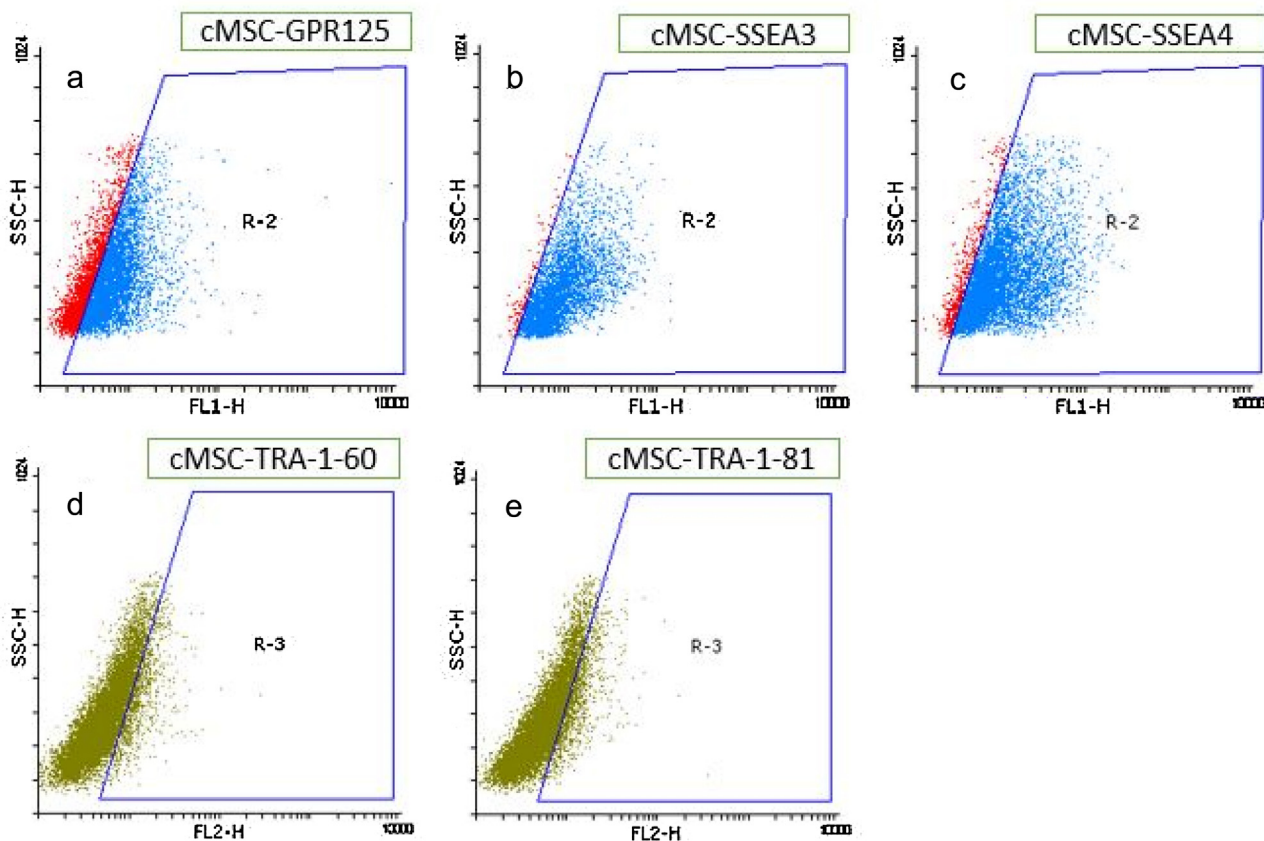 cMSC-GPR125
cMSC-SSEA3
cMSC-SSEA4
1024
a
SSC-H
R-2
10000
FL1-H
b
SSC-H
R-2
10000
FL1-H
1024
c
SSC-H
R-2
10000
FL1-H
cMSC-TRA-1-60
cMSC-TRA-1-81
1024
d
SSC-H
R-3
10000
FL2-H
1024
e
SSC-H
R-3
10000
FL2-H